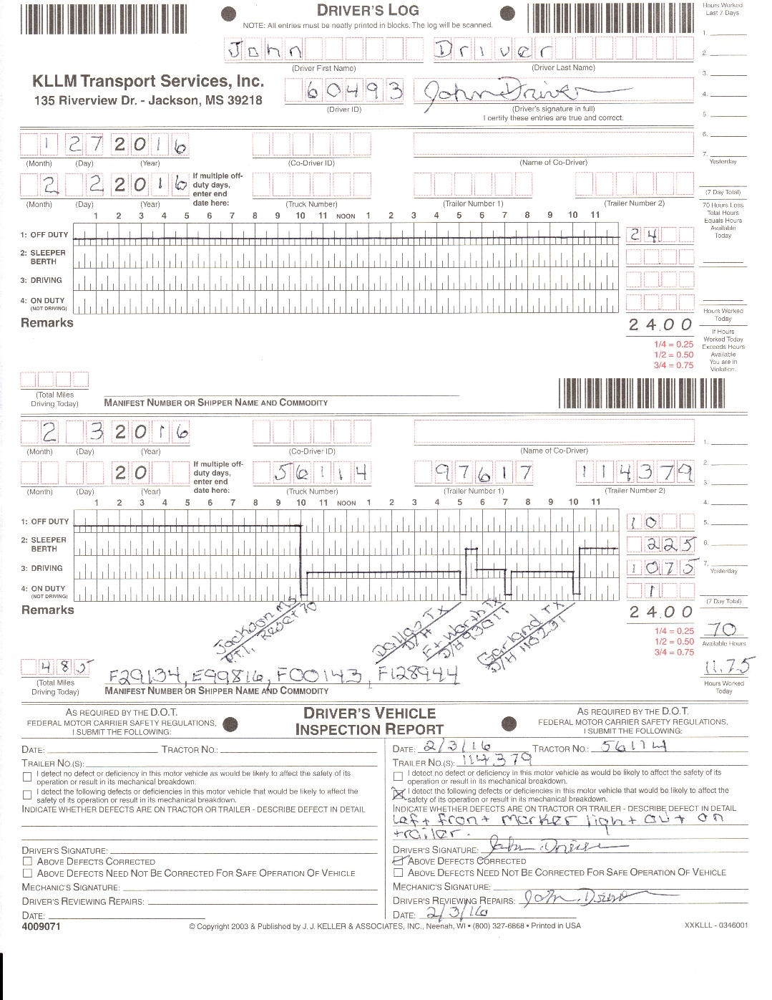 DRIVER'S LOG
NOTE: All entries must be neatly printed in blocks. The log will be scanned.
Hours Worked
Last 7 Days
John Driver
(Driver First Name) (Driver Last Name)
KLLM Transport Services, Inc.
135 Riverview Dr. - Jackson, MS 39218
60493 John Driver
(Driver ID) (Driver's signature in full)
I certify these entries are true and correct.
1.
2.
3.
4.
5.
6.
7.
Yesterday
1 27 2016
(Month) (Day) (Year) (Co-Driver ID) (Name of Co-Driver)
2 2 2016 If multiple off-
duty days,
enter end
date here:
(Month) (Day) (Year) (Truck Number) (Trailer Number 1) (Trailer Number 2)
(7 Day Total)
1 2 3 4 5 6 7 8 9 10 11 NOON 1 2 3 4 5 6 7 8 9 10 11
70 Hours Less
Total Hours
Equals Hours
Available
Today
1: OFF DUTY 24
2: SLEEPER
BERTH
3: DRIVING
4: ON DUTY
(NOT DRIVING)
Hours Worked
Today
Remarks 24.00
If Hours
Worked Today
Exceeds Hours
Available
You are in
Violation.
1/4 = 0.25
1/2 = 0.50
3/4 = 0.75
(Total Miles
Driving Today) MANIFEST NUMBER OR SHIPPER NAME AND COMMODITY
2 3 2016
(Month) (Day) (Year) (Co-Driver ID) (Name of Co-Driver)
20 If multiple off-
duty days,
enter end
date here:
56114 97617 114379
(Month) (Day) (Year) (Truck Number) (Trailer Number 1) (Trailer Number 2)
1.
2.
3.
4.
5.
6.
7.
Yesterday
1 2 3 4 5 6 7 8 9 10 11 NOON 1 2 3 4 5 6 7 8 9 10 11
1: OFF DUTY 10
2: SLEEPER
BERTH 225
3: DRIVING 1075
4: ON DUTY
(NOT DRIVING) 1
(7 Day Total)
Remarks 24.00
Jackson MS
P.T.I. Reset 70
Dallas TX
D/H
Ft Worth TX
D/H 93011
Garland TX
D/H 110231
1/4 = 0.25
1/2 = 0.50
3/4 = 0.75
70
Available Hours
11.75
Hours Worked
Today
485
F29134, E99816, F00143, F128944
(Total Miles
Driving Today) MANIFEST NUMBER OR SHIPPER NAME AND COMMODITY
AS REQUIRED BY THE D.O.T.
FEDERAL MOTOR CARRIER SAFETY REGULATIONS,
I SUBMIT THE FOLLOWING:
DRIVER'S VEHICLE
INSPECTION REPORT
AS REQUIRED BY THE D.O.T.
FEDERAL MOTOR CARRIER SAFETY REGULATIONS,
I SUBMIT THE FOLLOWING:
DATE: TRACTOR NO.:
TRAILER NO.(S):
I detect no defect or deficiency in this motor vehicle as would be likely to affect the safety of its
operation or result in its mechanical breakdown.
I detect the following defects or deficiencies in this motor vehicle that would be likely to affect the
safety of its operation or result in its mechanical breakdown.
INDICATE WHETHER DEFECTS ARE ON TRACTOR OR TRAILER - DESCRIBE DEFECT IN DETAIL
DRIVER'S SIGNATURE:
ABOVE DEFECTS CORRECTED
ABOVE DEFECTS NEED NOT BE CORRECTED FOR SAFE OPERATION OF VEHICLE
MECHANIC'S SIGNATURE:
DRIVER'S REVIEWING REPAIRS:
DATE:
DATE: 2/3/16 TRACTOR NO.: 56114
TRAILER NO.(S): 114379
I detect no defect or deficiency in this motor vehicle as would be likely to affect the safety of its
operation or result in its mechanical breakdown.
I detect the following defects or deficiencies in this motor vehicle that would be likely to affect the
safety of its operation or result in its mechanical breakdown.
INDICATE WHETHER DEFECTS ARE ON TRACTOR OR TRAILER - DESCRIBE DEFECT IN DETAIL
Left front marker light out on
trailer.
DRIVER'S SIGNATURE: John Driver
ABOVE DEFECTS CORRECTED
ABOVE DEFECTS NEED NOT BE CORRECTED FOR SAFE OPERATION OF VEHICLE
MECHANIC'S SIGNATURE:
DRIVER'S REVIEWING REPAIRS: John Driver
DATE: 2/3/16
4009071 © Copyright 2003 & Published by J. J. KELLER & ASSOCIATES, INC., Neenah, WI • (800) 327-6868 • Printed in USA XXKLLL - 0346001